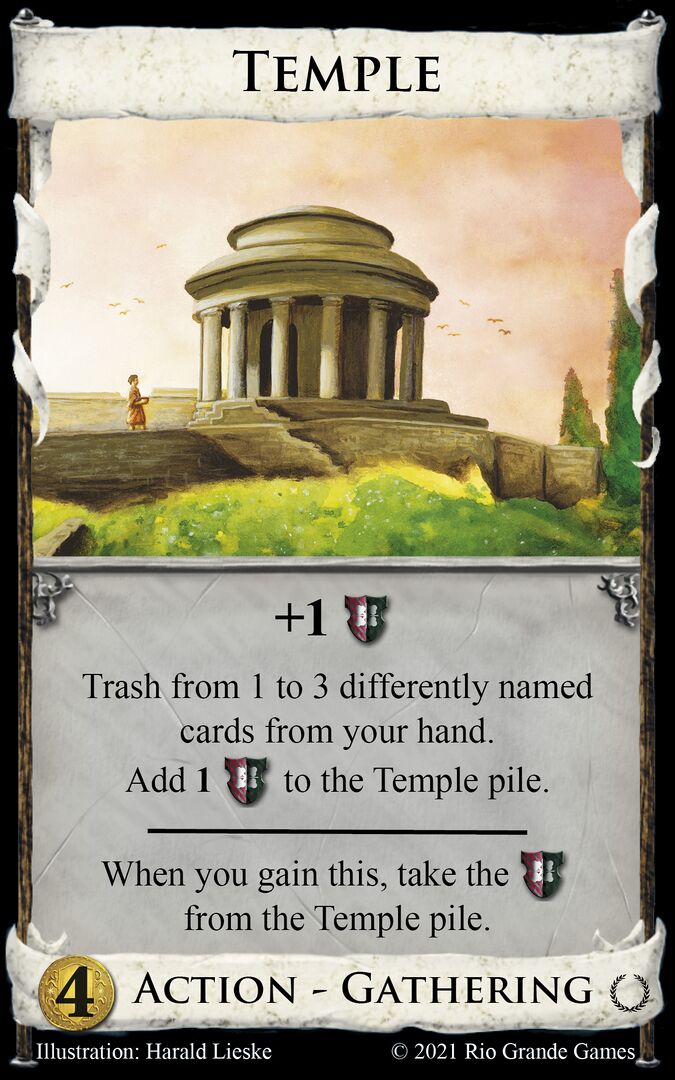 TEMPLE
+1
Trash from 1 to 3 differently named
cards from your hand.
Add 1 to the Temple pile.
When you gain this, take the
from the Temple pile.
4 ACTION - GATHERING
Illustration: Harald Lieske © 2021 Rio Grande Games